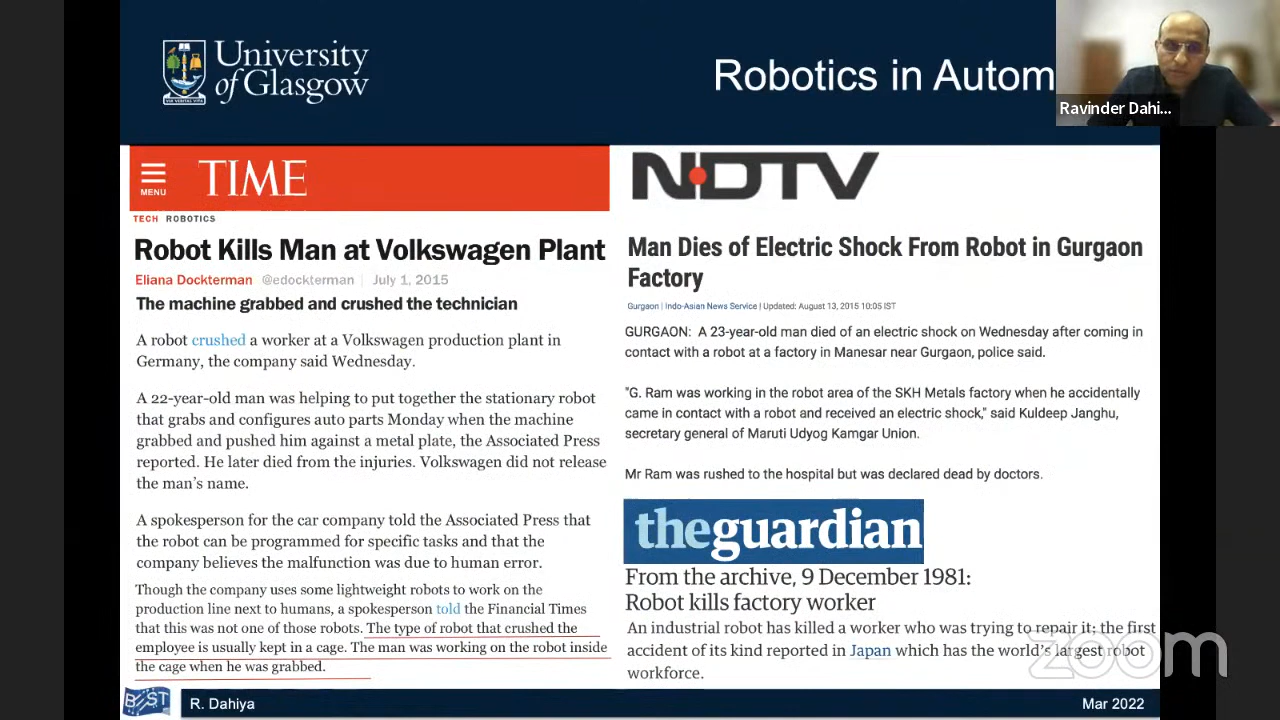 University
of Glasgow
VIA VERITAS VITA
Robotics in Autom
Ravinder Dahi...
MENU
TIME
TECH ROBOTICS
Robot Kills Man at Volkswagen Plant
Eliana Dockterman @edockterman | July 1, 2015
The machine grabbed and crushed the technician
A robot crushed a worker at a Volkswagen production plant in
Germany, the company said Wednesday.
A 22-year-old man was helping to put together the stationary robot
that grabs and configures auto parts Monday when the machine
grabbed and pushed him against a metal plate, the Associated Press
reported. He later died from the injuries. Volkswagen did not release
the man's name.
A spokesperson for the car company told the Associated Press that
the robot can be programmed for specific tasks and that the
company believes the malfunction was due to human error.
Though the company uses some lightweight robots to work on the
production line next to humans, a spokesperson told the Financial Times
that this was not one of those robots. The type of robot that crushed the
employee is usually kept in a cage. The man was working on the robot inside
the cage when he was grabbed.
NDTV
Man Dies of Electric Shock From Robot in Gurgaon
Factory
Gurgaon | Indo-Asian News Service | Updated: August 13, 2015 10:05 IST
GURGAON: A 23-year-old man died of an electric shock on Wednesday after coming in
contact with a robot at a factory in Manesar near Gurgaon, police said.
"G. Ram was working in the robot area of the SKH Metals factory when he accidentally
came in contact with a robot and received an electric shock," said Kuldeep Janghu,
secretary general of Maruti Udyog Kamgar Union.
Mr Ram was rushed to the hospital but was declared dead by doctors.
theguardian
From the archive, 9 December 1981:
Robot kills factory worker
An industrial robot has killed a worker who was trying to repair it; the first
accident of its kind reported in Japan which has the world's largest robot
workforce.
zoom
BEST
R. Dahiya
Mar 2022